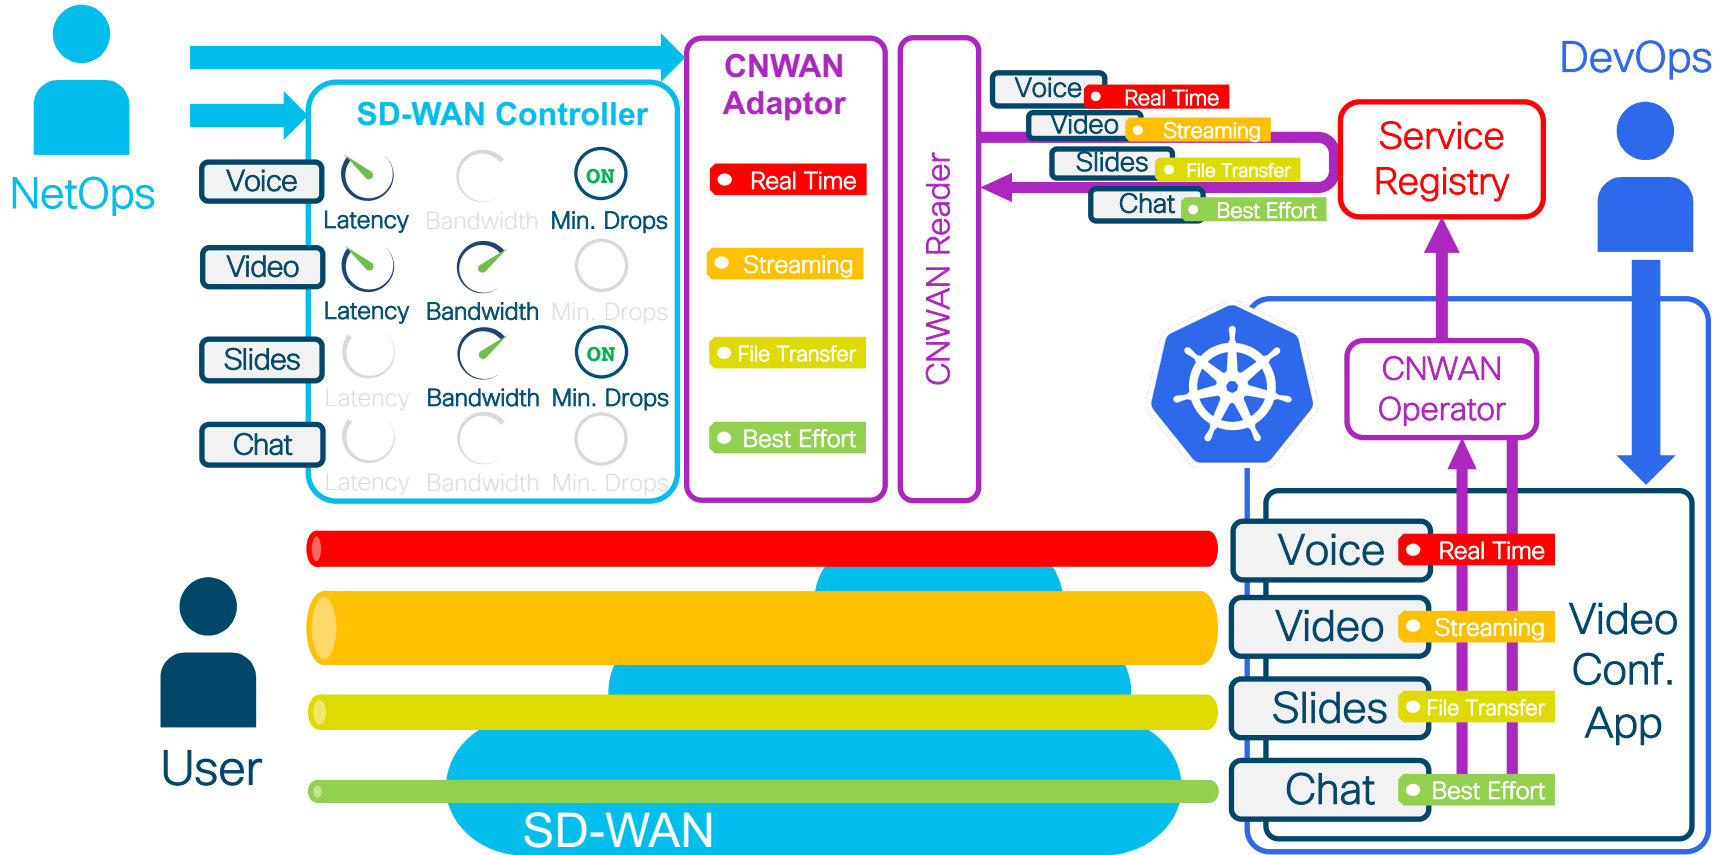 NetOps
SD-WAN Controller
Voice
Latency
Bandwidth
ON
Min. Drops
Video
Latency
Bandwidth
Min. Drops
Slides
Latency
Bandwidth
ON
Min. Drops
Chat
Latency
Bandwidth
Min. Drops
CNWAN
Adaptor
Real Time
Streaming
File Transfer
Best Effort
CNWAN Reader
Voice
Real Time
Video
Streaming
Slides
File Transfer
Chat
Best Effort
Service
Registry
DevOps
CNWAN
Operator
User
SD-WAN
Voice
Real Time
Video
Streaming
Slides
File Transfer
Chat
Best Effort
Video
Conf.
App